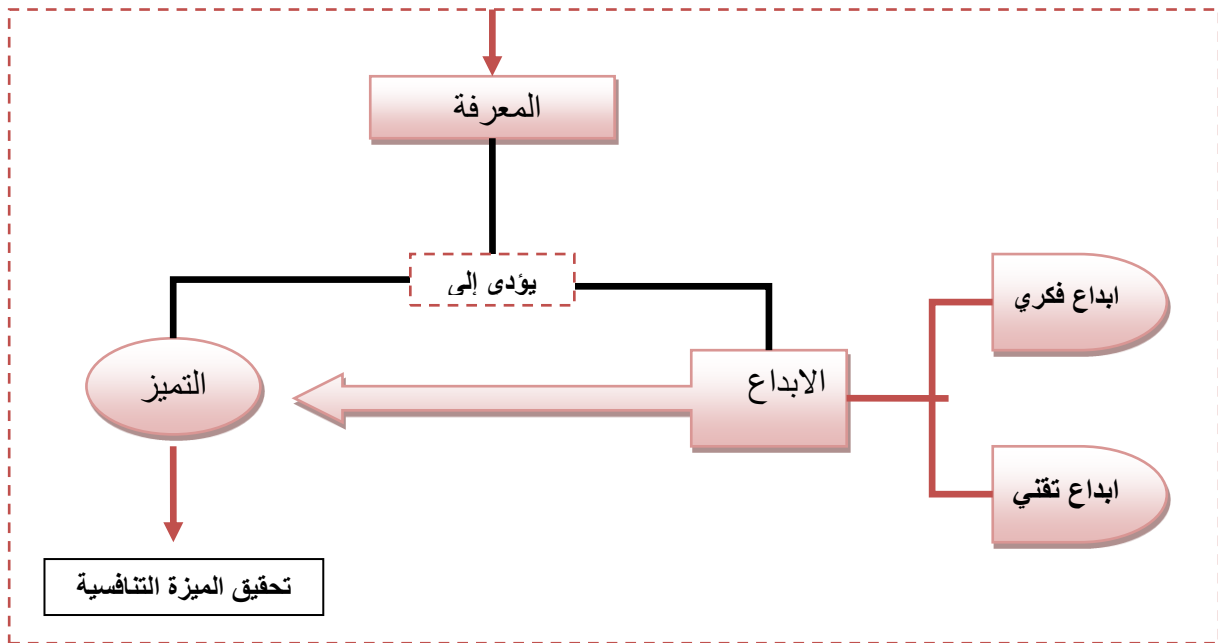 المعرفة
يؤدى إلى
ابداع فكري
الابداع
التميز
ابداع تقني
تحقيق الميزة التنافسية